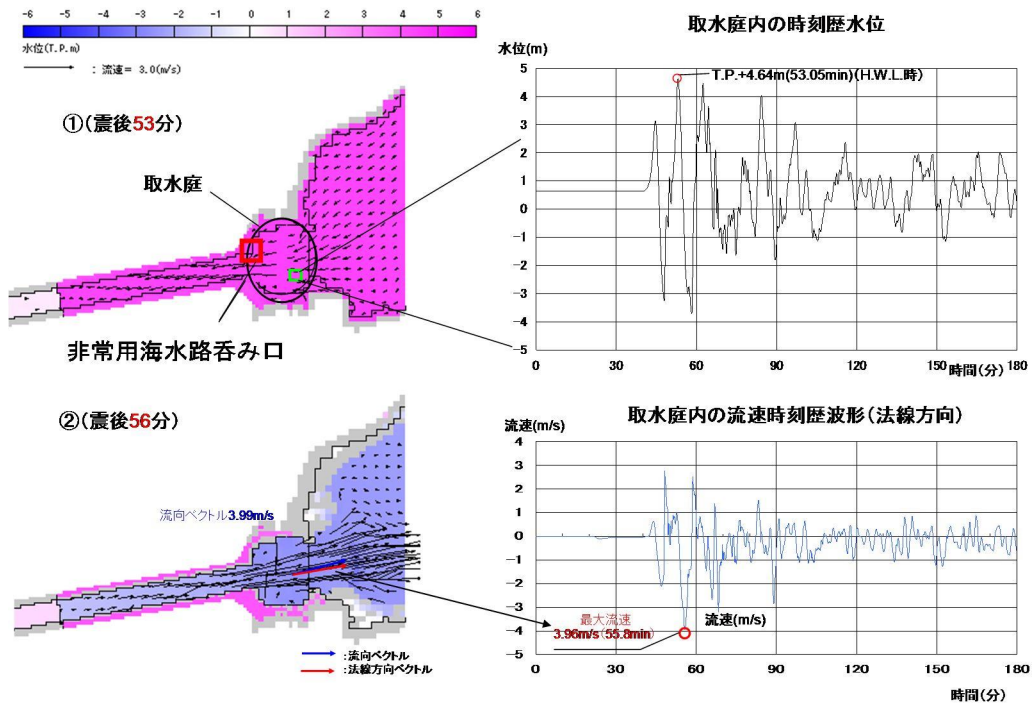 -6 -5 -4 -3 -2 -1 0 1 2 3 4 5 6
水位(T.P.m)
: 流速= 3.0(m/s)
①(震後53分)
取水庭
非常用海水路呑み口
取水庭内の時刻歴水位
水位(m)
T.P.+4.64m(53.05min)(H.W.L.時)
5
4
3
2
1
0
-1
-2
-3
-4
-5
0 30 60 90 120 150 180
時間(分)
②(震後56分)
流向ベクトル3.99m/s
:流向ベクトル
:法線方向ベクトル
取水庭内の流速時刻歴波形(法線方向)
流速(m/s)
4
3
2
1
0
-1
-2
-3
-4
-5
最大流速
3.96m/s(55.8min)
流速(m/s)
0 30 60 90 120 150 180
時間(分)